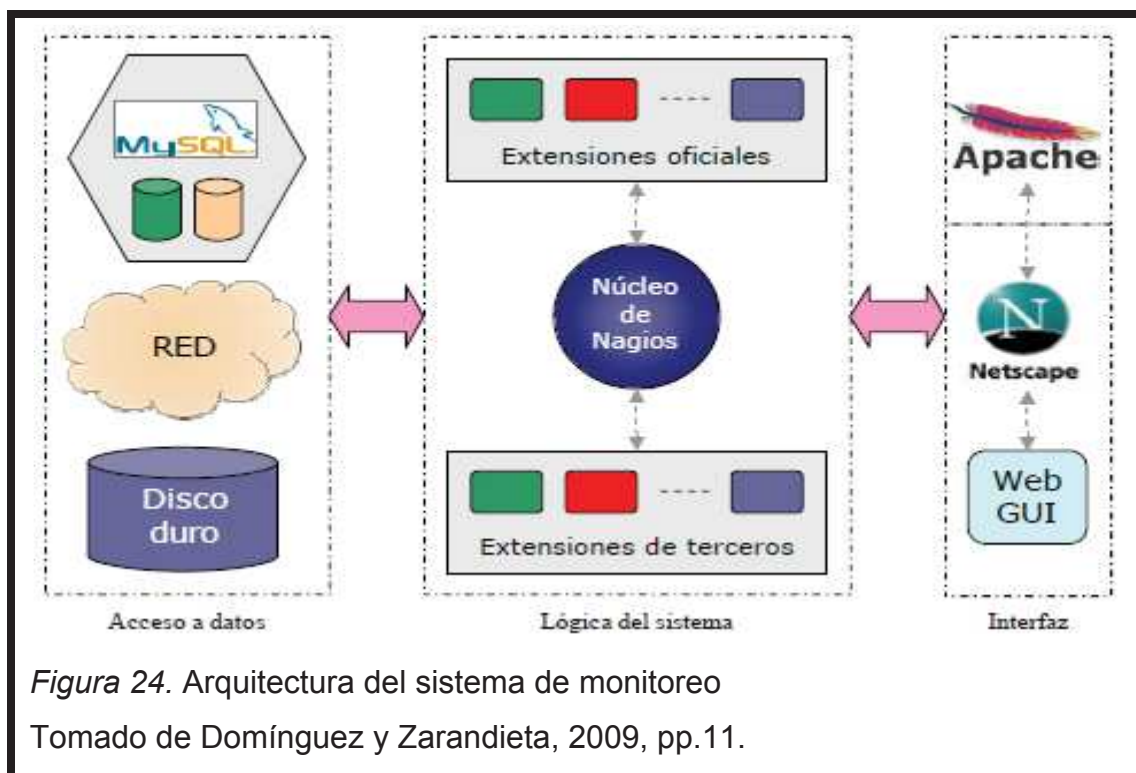 MySQL
RED
Disco
duro
Acceso a datos
Extensiones oficiales
Núcleo
de
Nagios
Extensiones de terceros
Lógica del sistema
Apache
N
Netscape
Web
GUI
Interfaz
Figura 24. Arquitectura del sistema de monitoreo
Tomado de Domínguez y Zarandieta, 2009, pp.11.